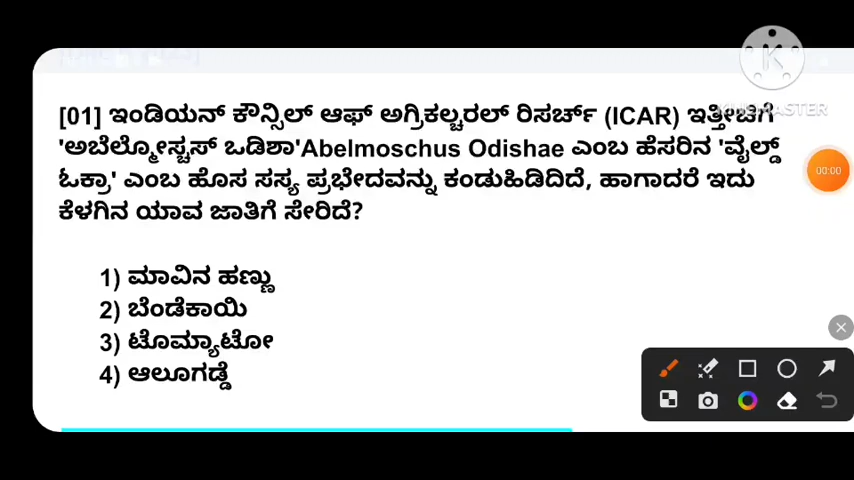 [01] ಇಂಡಿಯನ್ ಕೌನ್ಸಿಲ್ ಆಫ್ ಅಗ್ರಿಕಲ್ಚರಲ್ ರಿಸರ್ಚ್ (ICAR) ಇತ್ತೀಚೆಗೆ
'ಅಬೆಲ್ಮೋಸ್ಚಸ್ ಒಡಿಶಾ'Abelmoschus Odishae ಎಂಬ ಹೆಸರಿನ 'ವೈಲ್ಡ್
ಓಕ್ರಾ' ಎಂಬ ಹೊಸ ಸಸ್ಯ ಪ್ರಭೇದವನ್ನು ಕಂಡುಹಿಡಿದಿದೆ, ಹಾಗಾದರೆ ಇದು
ಕೆಳಗಿನ ಯಾವ ಜಾತಿಗೆ ಸೇರಿದೆ?
1) ಮಾವಿನ ಹಣ್ಣು
2) ಬೆಂಡೆಕಾಯಿ
3) ಟೊಮ್ಯಾಟೋ
4) ಆಲೂಗಡ್ಡೆ
00:00